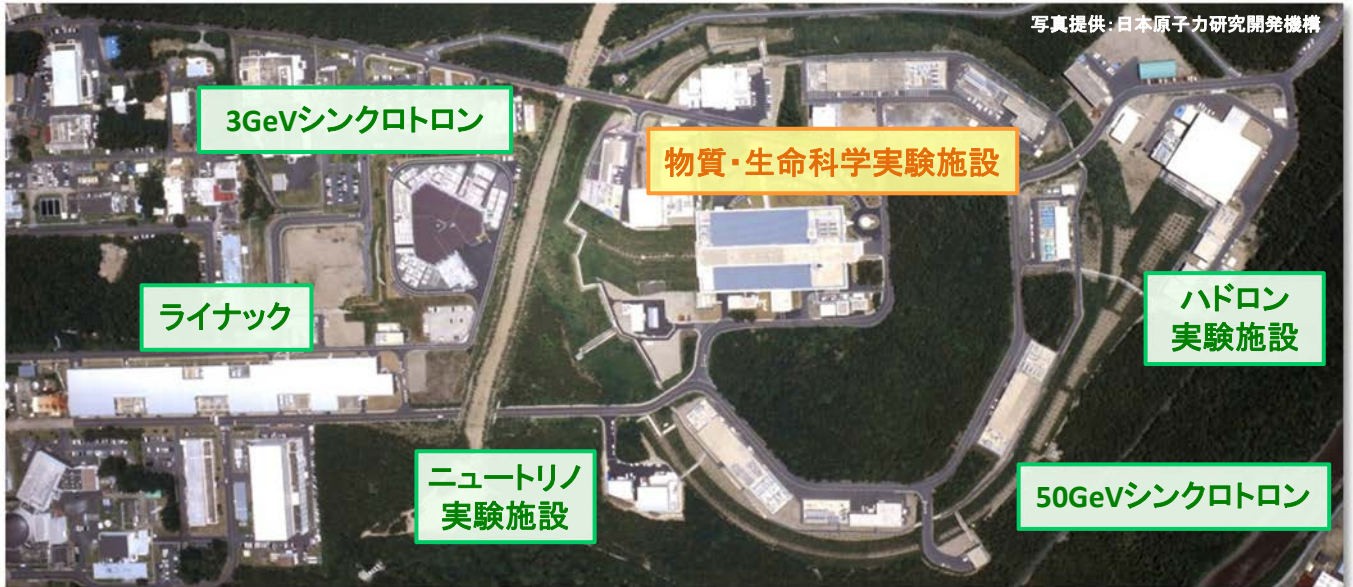 写真提供:日本原子力研究開発機構
3GeVシンクロトロン
物質・生命科学実験施設
ライナック
ハドロン
実験施設
ニュートリノ
実験施設
50GeVシンクロトロン